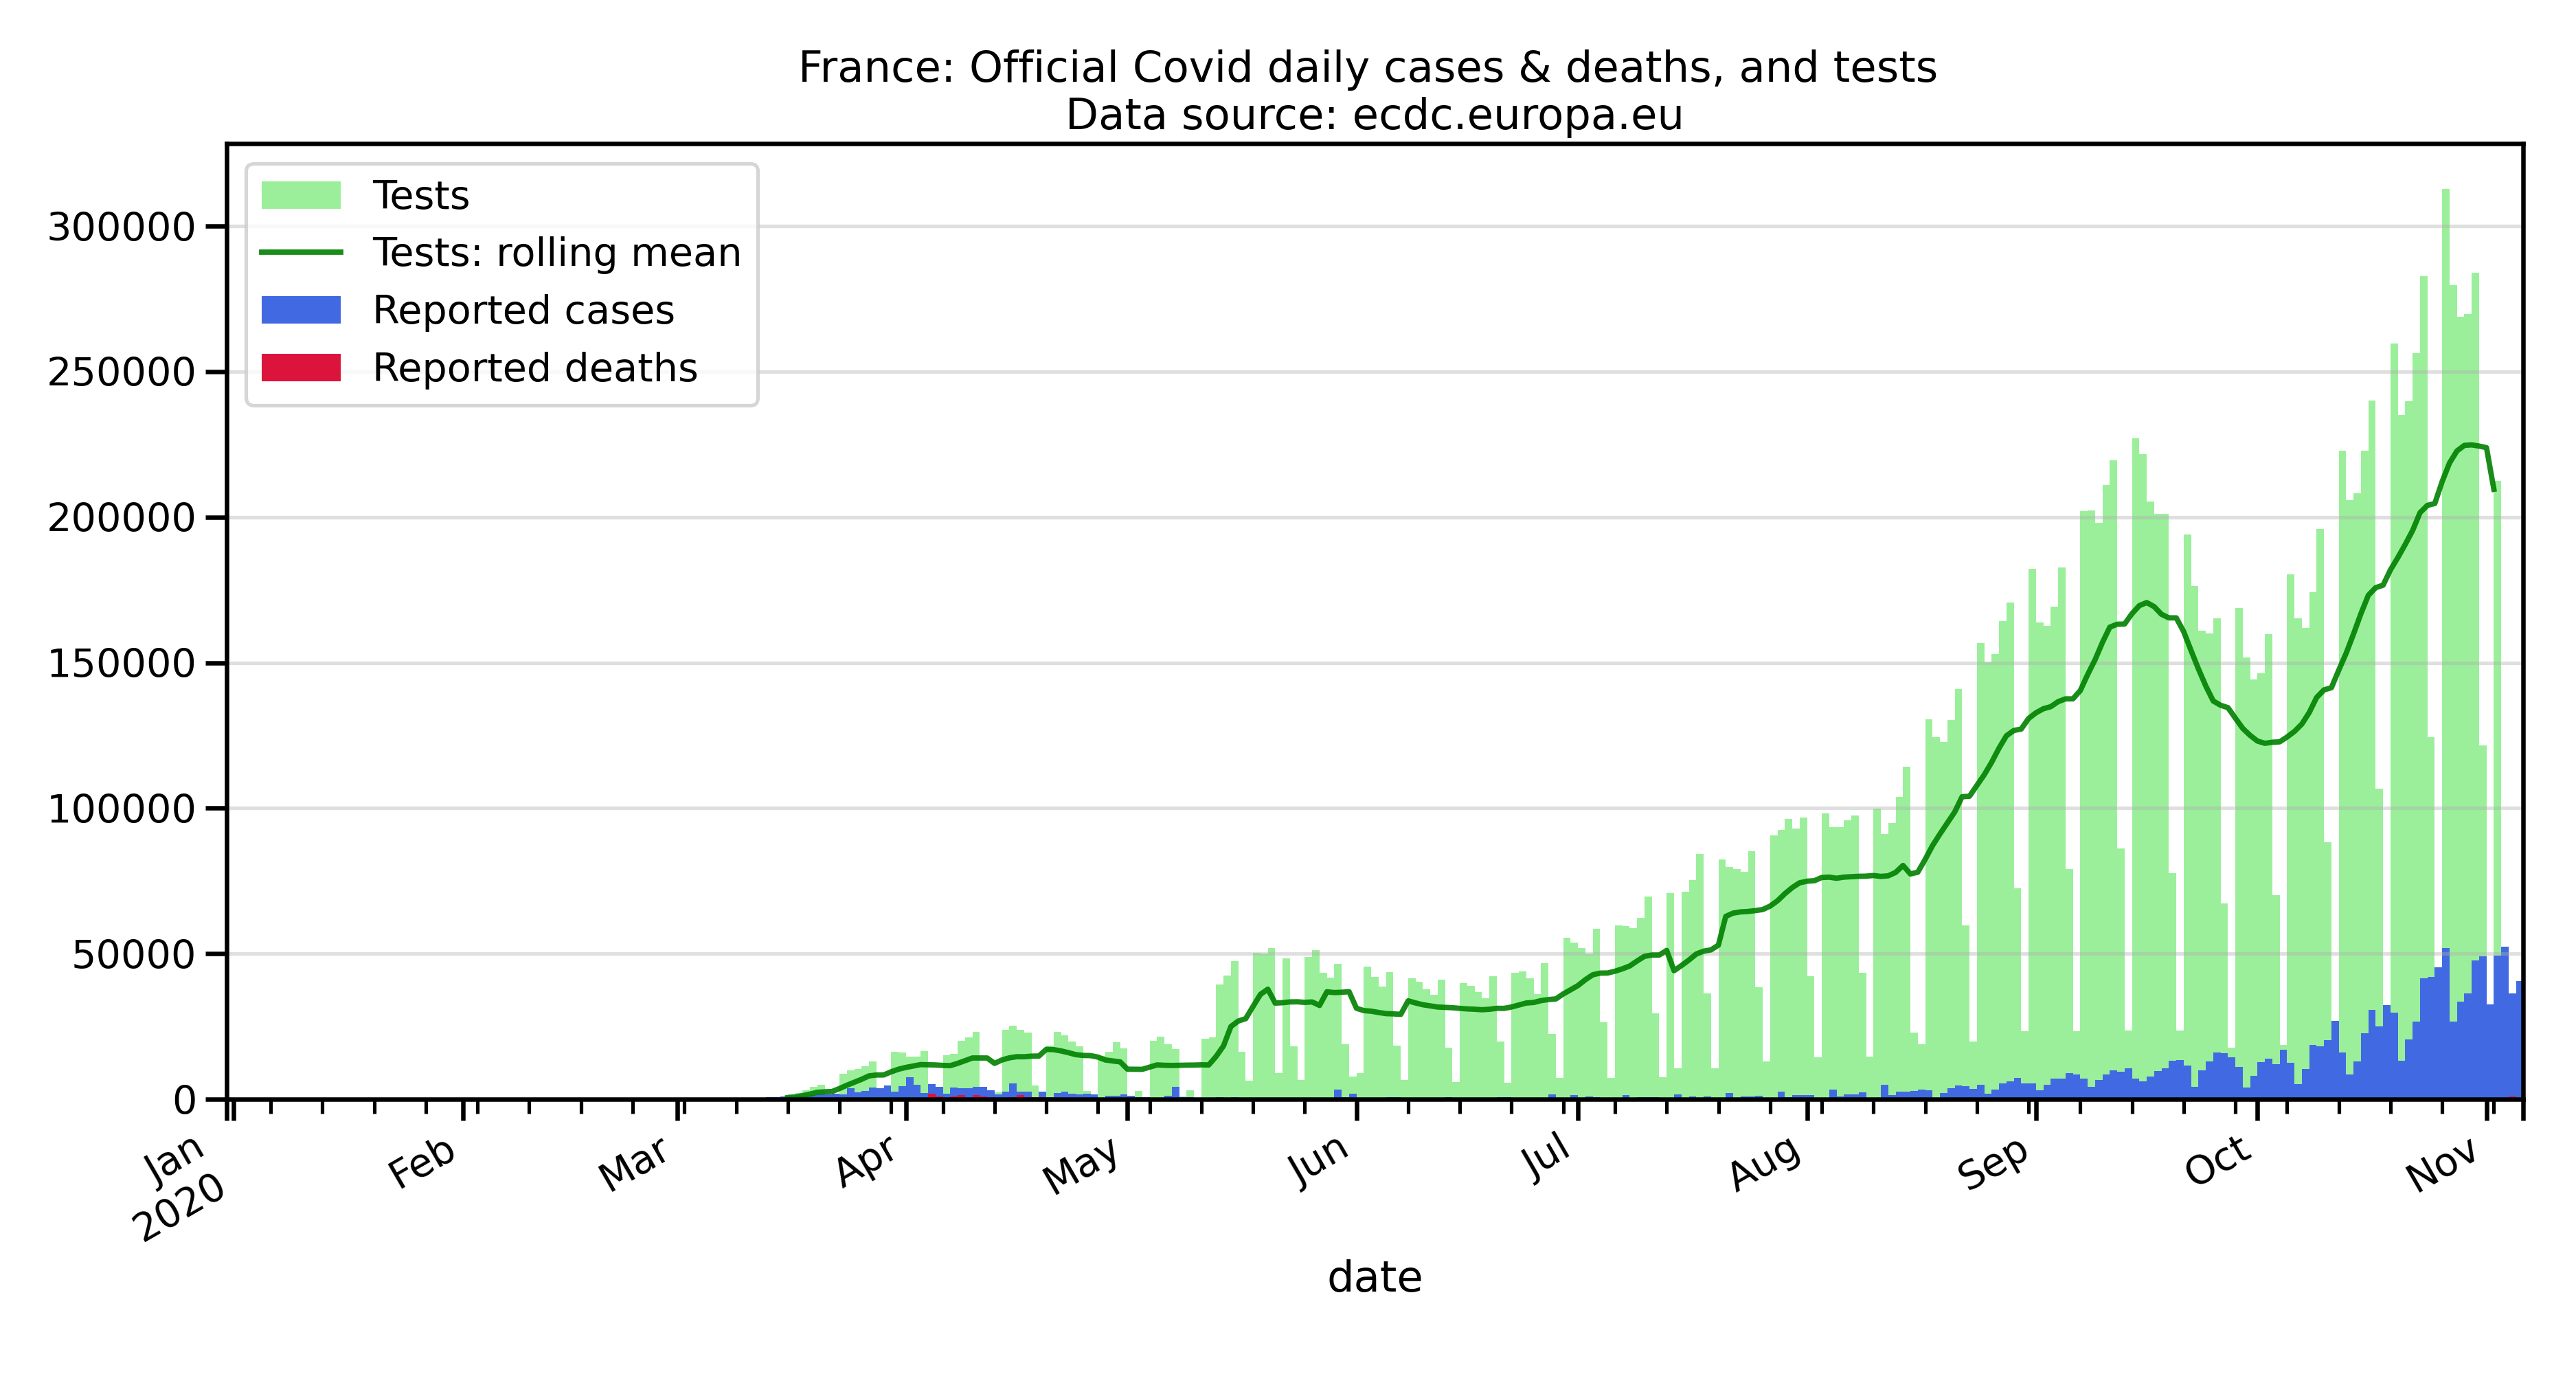 France: Official Covid daily cases & deaths, and tests
Data source: ecdc.europa.eu
Tests
Tests: rolling mean
Reported cases
Reported deaths
300000
250000
200000
150000
100000
50000
0
Jan
2020
Feb
Mar
Apr
May
Jun
Jul
Aug
Sep
Oct
Nov
date